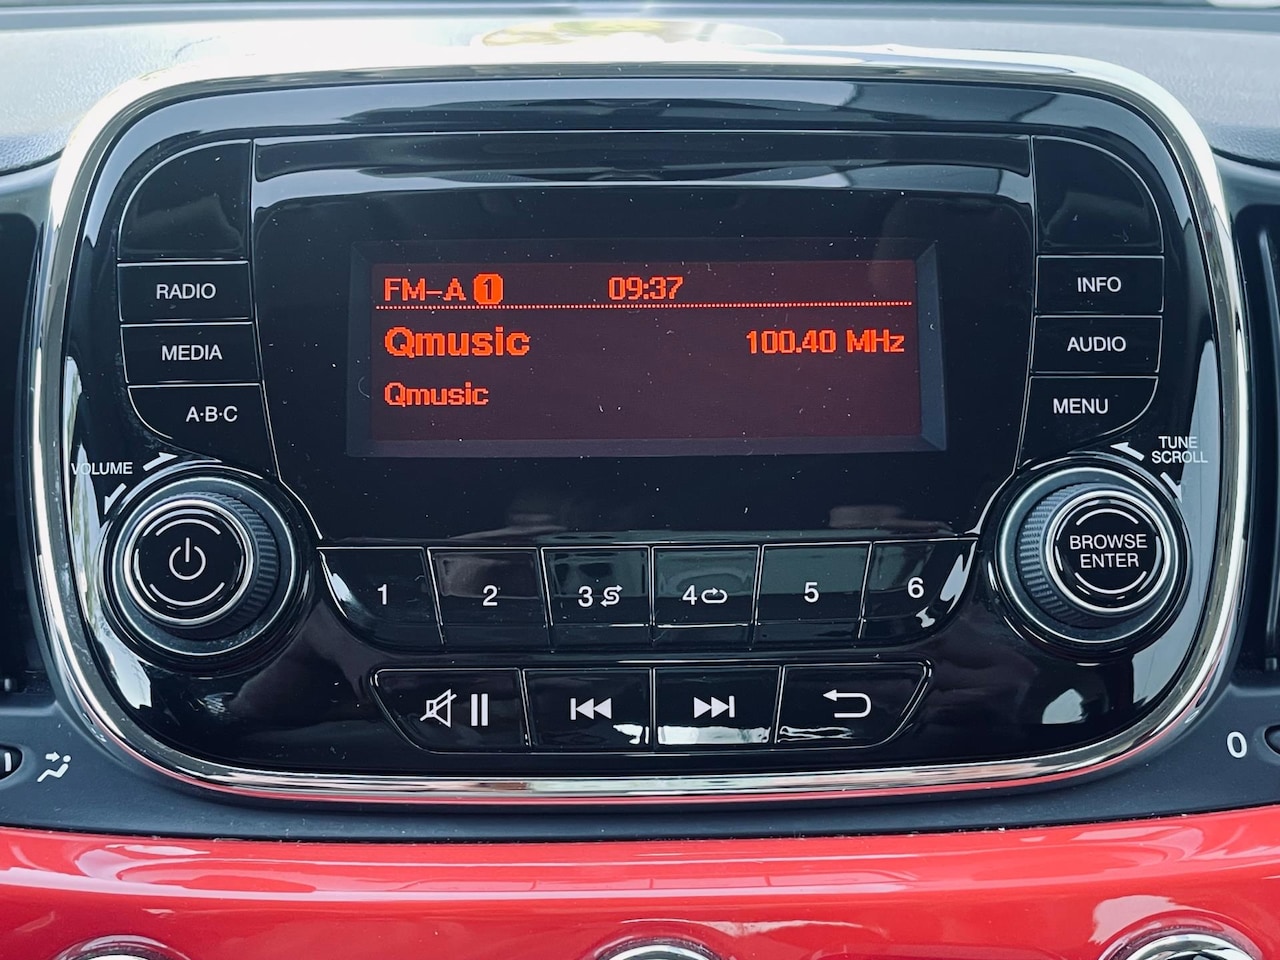 FM-A 1 09:37
Qmusic 100.40 MHz
Qmusic
RADIO
MEDIA
A·B·C
INFO
AUDIO
MENU
VOLUME
TUNE
SCROLL
BROWSE
ENTER
1 2 3 4 5 6
0